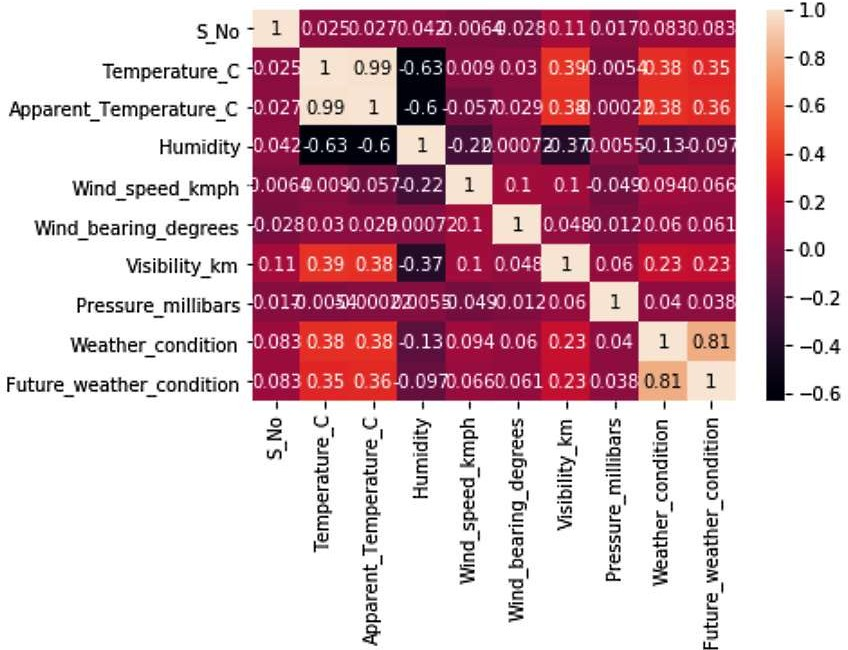 1.0
S_No 1 0.025 0.027 0.042 -0.0064 -0.028 0.11 0.017 0.083 0.083
0.8
Temperature_C 0.025 1 0.99 -0.63 0.009 0.03 0.39 -0.0054 0.38 0.35
0.6
Apparent_Temperature_C 0.027 0.99 1 -0.6 -0.057 0.029 0.38 -0.00022 0.38 0.36
0.4
Humidity 0.042 -0.63 -0.6 1 -0.22 0.00072 -0.37 0.0055 -0.13 -0.097
0.2
Wind_speed_kmph -0.0064 0.009 -0.057 -0.22 1 0.1 0.1 -0.049 0.094 0.066
Wind_bearing_degrees -0.028 0.03 0.029 0.00072 0.1 1 0.048 -0.012 0.06 0.061
0.0
Visibility_km 0.11 0.39 0.38 -0.37 0.1 0.048 1 0.06 0.23 0.23
−0.2
Pressure_millibars 0.017 -0.0054 -0.00022 0.0055 -0.049 -0.012 0.06 1 0.04 0.038
Weather_condition 0.083 0.38 0.38 -0.13 0.094 0.06 0.23 0.04 1 0.81
−0.4
Future_weather_condition 0.083 0.35 0.36 -0.097 0.066 0.061 0.23 0.038 0.81 1
−0.6
S_No
Temperature_C
Apparent_Temperature_C
Humidity
Wind_speed_kmph
Wind_bearing_degrees
Visibility_km
Pressure_millibars
Weather_condition
Future_weather_condition